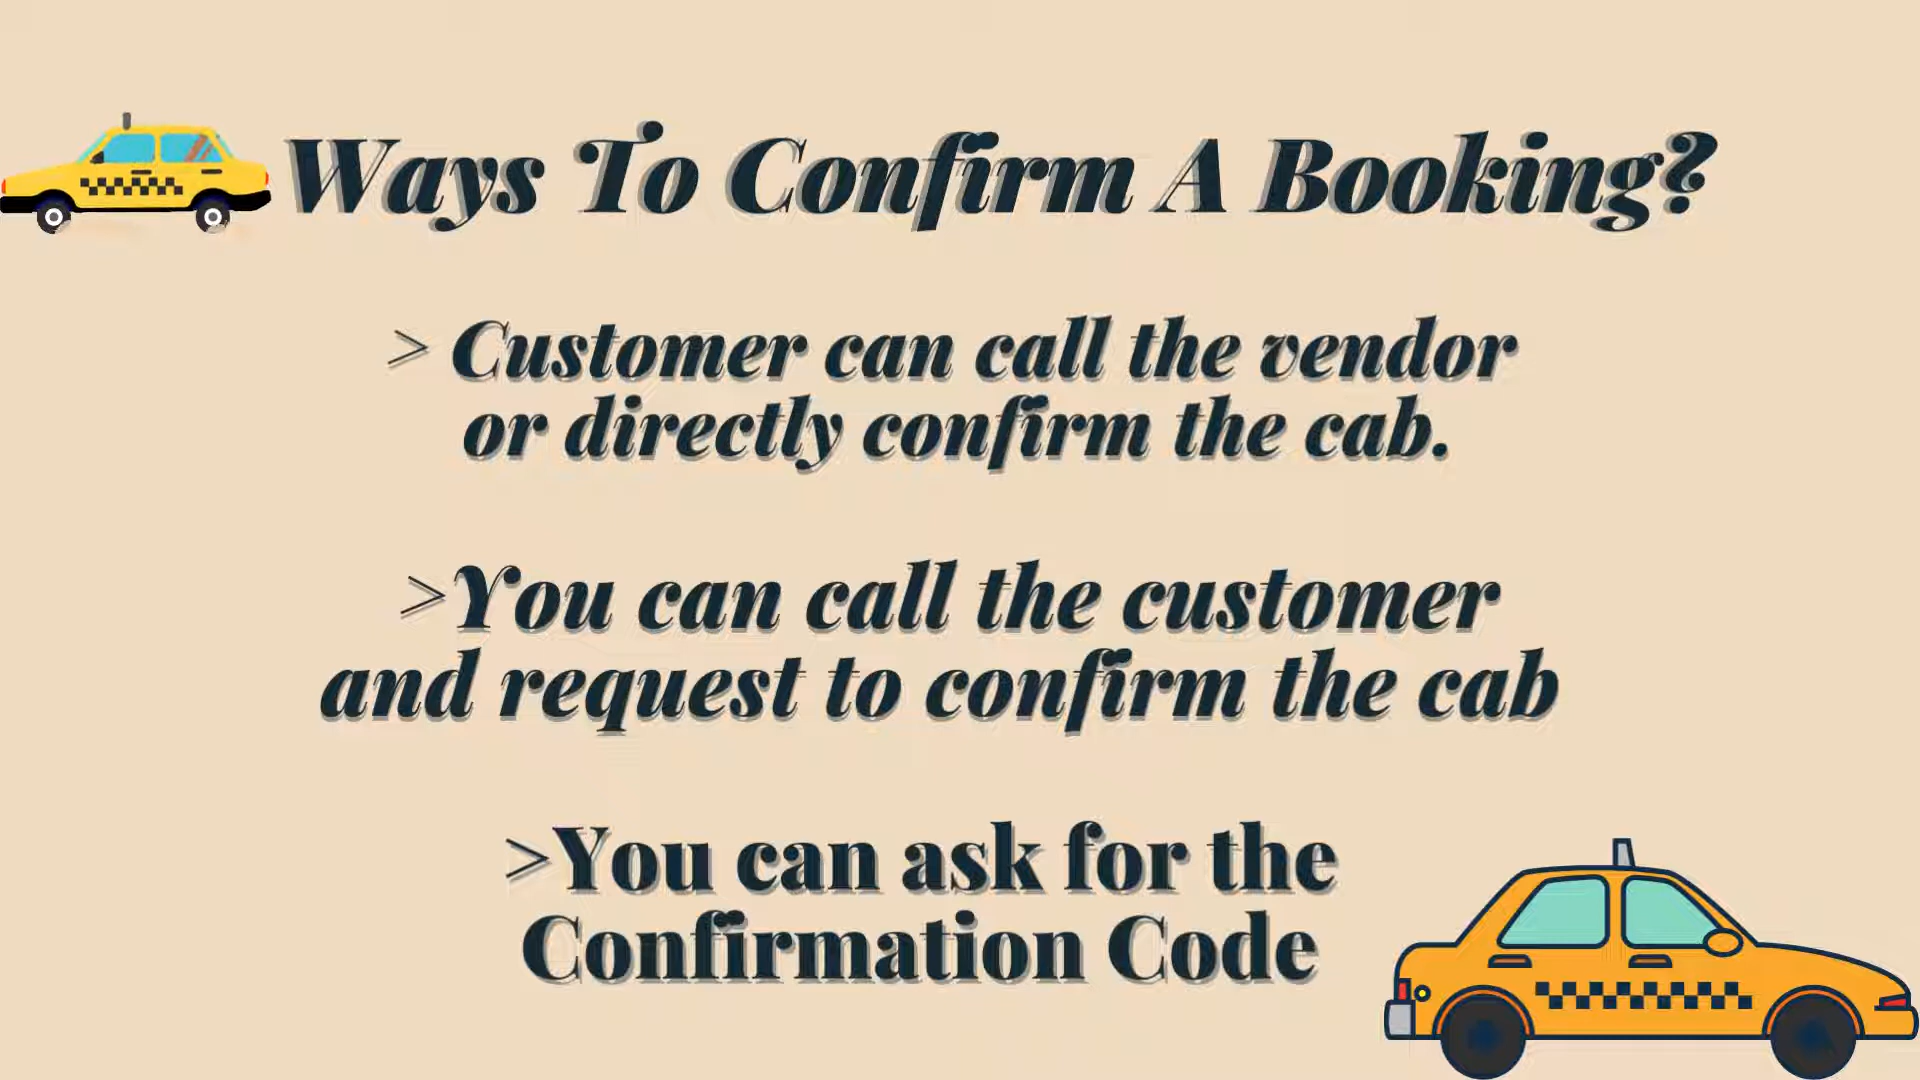 Ways To Confirm A Booking?
> Customer can call the vendor
or directly confirm the cab.
>You can call the customer
and request to confirm the cab
>You can ask for the
Confirmation Code